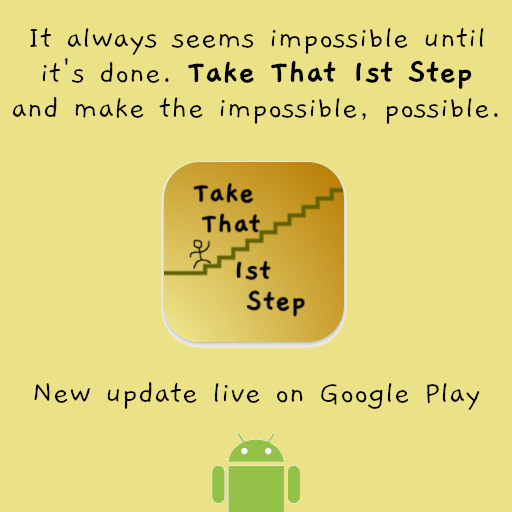 It always seems impossible until
it's done. Take That 1st Step
and make the impossible, possible.
Take
That
1st
Step
New update live on Google Play